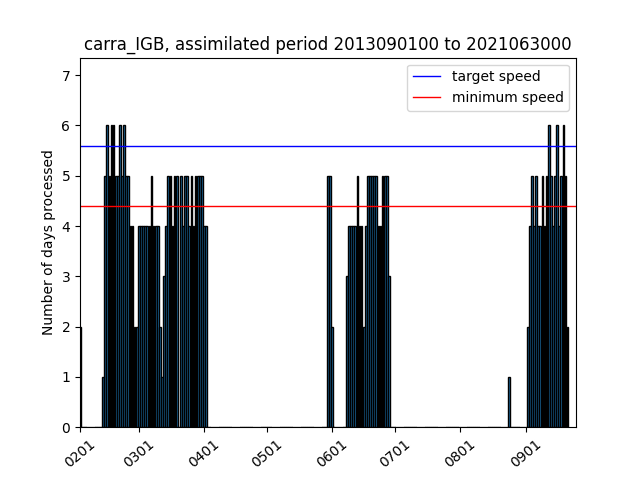 carra_IGB, assimilated period 2013090100 to 2021063000
target speed
minimum speed
Number of days processed
7
6
5
4
3
2
1
0
0201 0301 0401 0501 0601 0701 0801 0901